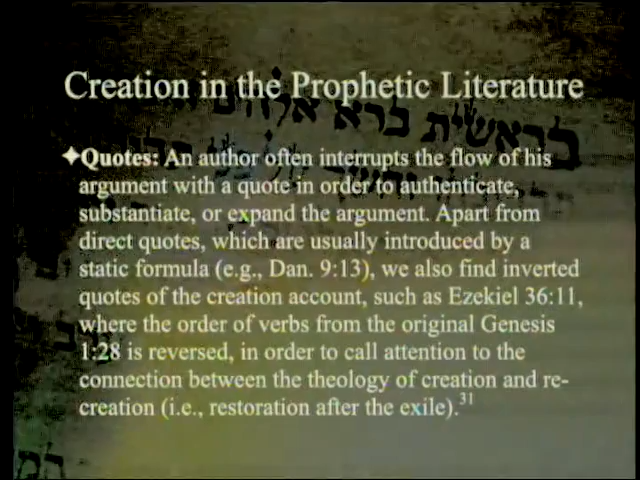 Creation in the Prophetic Literature
בראשית ברא אלהים
✦Quotes: An author often interrupts the flow of his
argument with a quote in order to authenticate,
substantiate, or expand the argument. Apart from
direct quotes, which are usually introduced by a
static formula (e.g., Dan. 9:13), we also find inverted
quotes of the creation account, such as Ezekiel 36:11,
where the order of verbs from the original Genesis
1:28 is reversed, in order to call attention to the
connection between the theology of creation and re-
creation (i.e., restoration after the exile).31